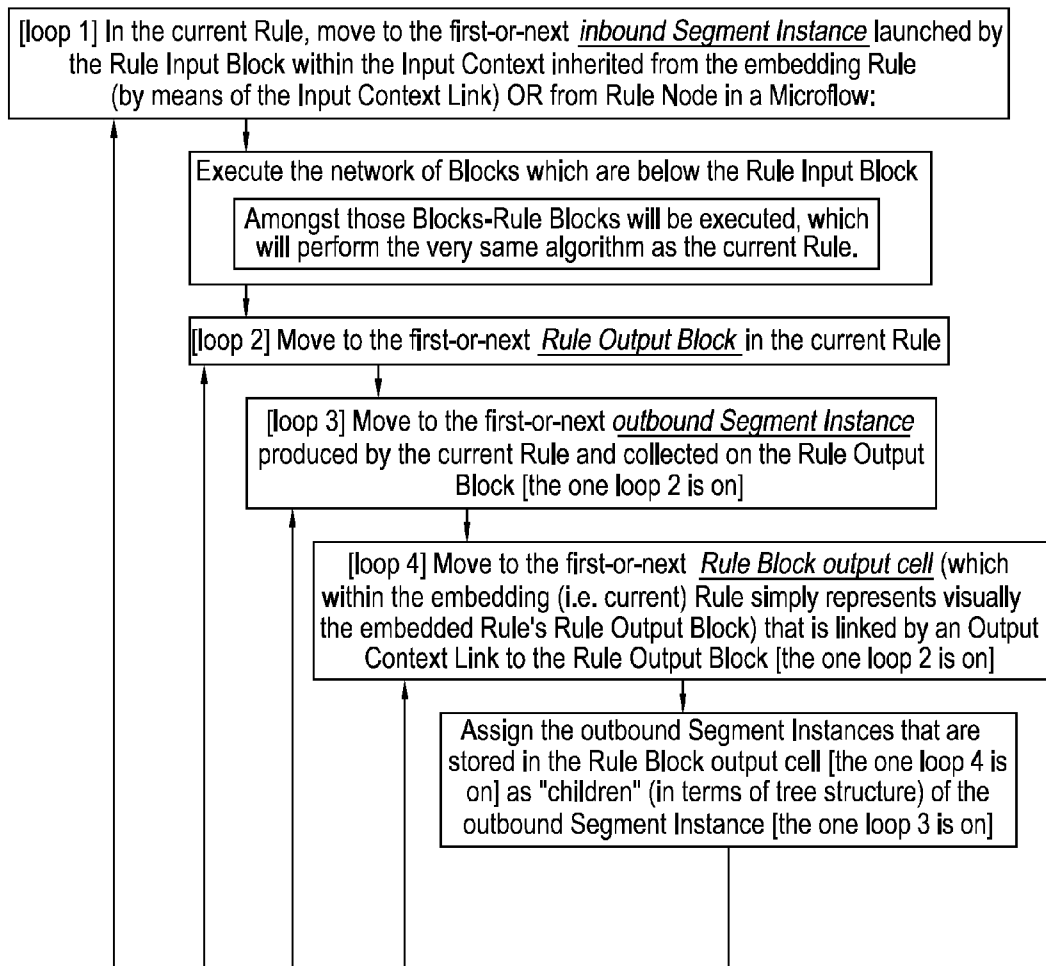 [loop 1] In the current Rule, move to the first-or-next inbound Segment Instance launched by
the Rule Input Block within the Input Context inherited from the embedding Rule
(by means of the Input Context Link) OR from Rule Node in a Microflow:
Execute the network of Blocks which are below the Rule Input Block
Amongst those Blocks-Rule Blocks will be executed, which
will perform the very same algorithm as the current Rule.
[loop 2] Move to the first-or-next Rule Output Block in the current Rule
[loop 3] Move to the first-or-next outbound Segment Instance
produced by the current Rule and collected on the Rule Output
Block [the one loop 2 is on]
[loop 4] Move to the first-or-next Rule Block output cell (which
within the embedding (i.e. current) Rule simply represents visually
the embedded Rule's Rule Output Block) that is linked by an Output
Context Link to the Rule Output Block [the one loop 2 is on]
Assign the outbound Segment Instances that are
stored in the Rule Block output cell [the one loop 4 is
on] as "children" (in terms of tree structure) of the
outbound Segment Instance [the one loop 3 is on]